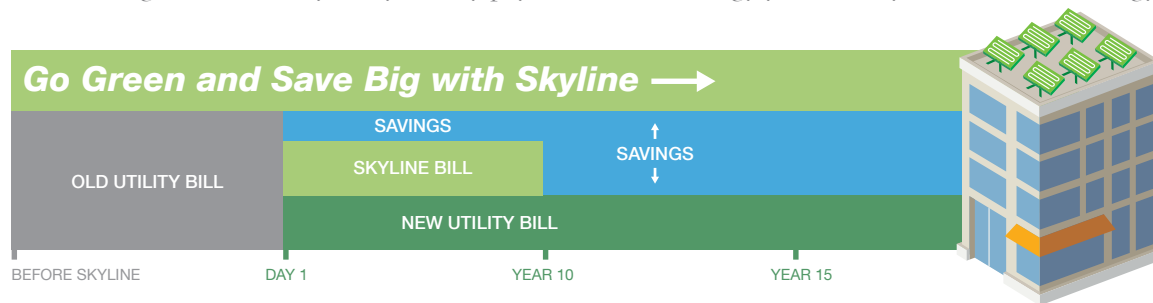 Go Green and Save Big with Skyline
SAVINGS
SAVINGS
SKYLINE BILL
OLD UTILITY BILL
NEW UTILITY BILL
BEFORE SKYLINE
DAY 1
YEAR 10
YEAR 15